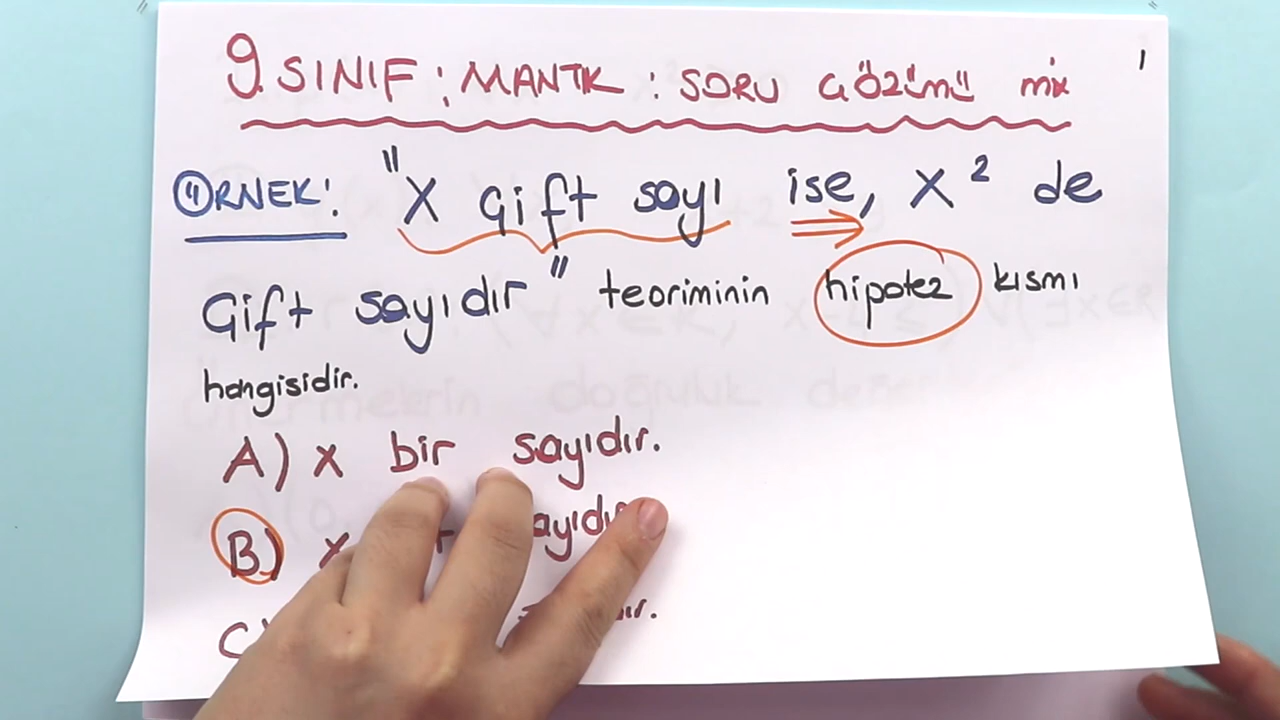 9.SINIF : MANTIK : SORU ÇÖZÜMÜ mix
1
ÖRNEK! "x çift sayı ise, x² de
Çift sayıdır" teoriminin hipotez kısmı
hangisidir.
A) x bir sayıdır.
B) x
C)